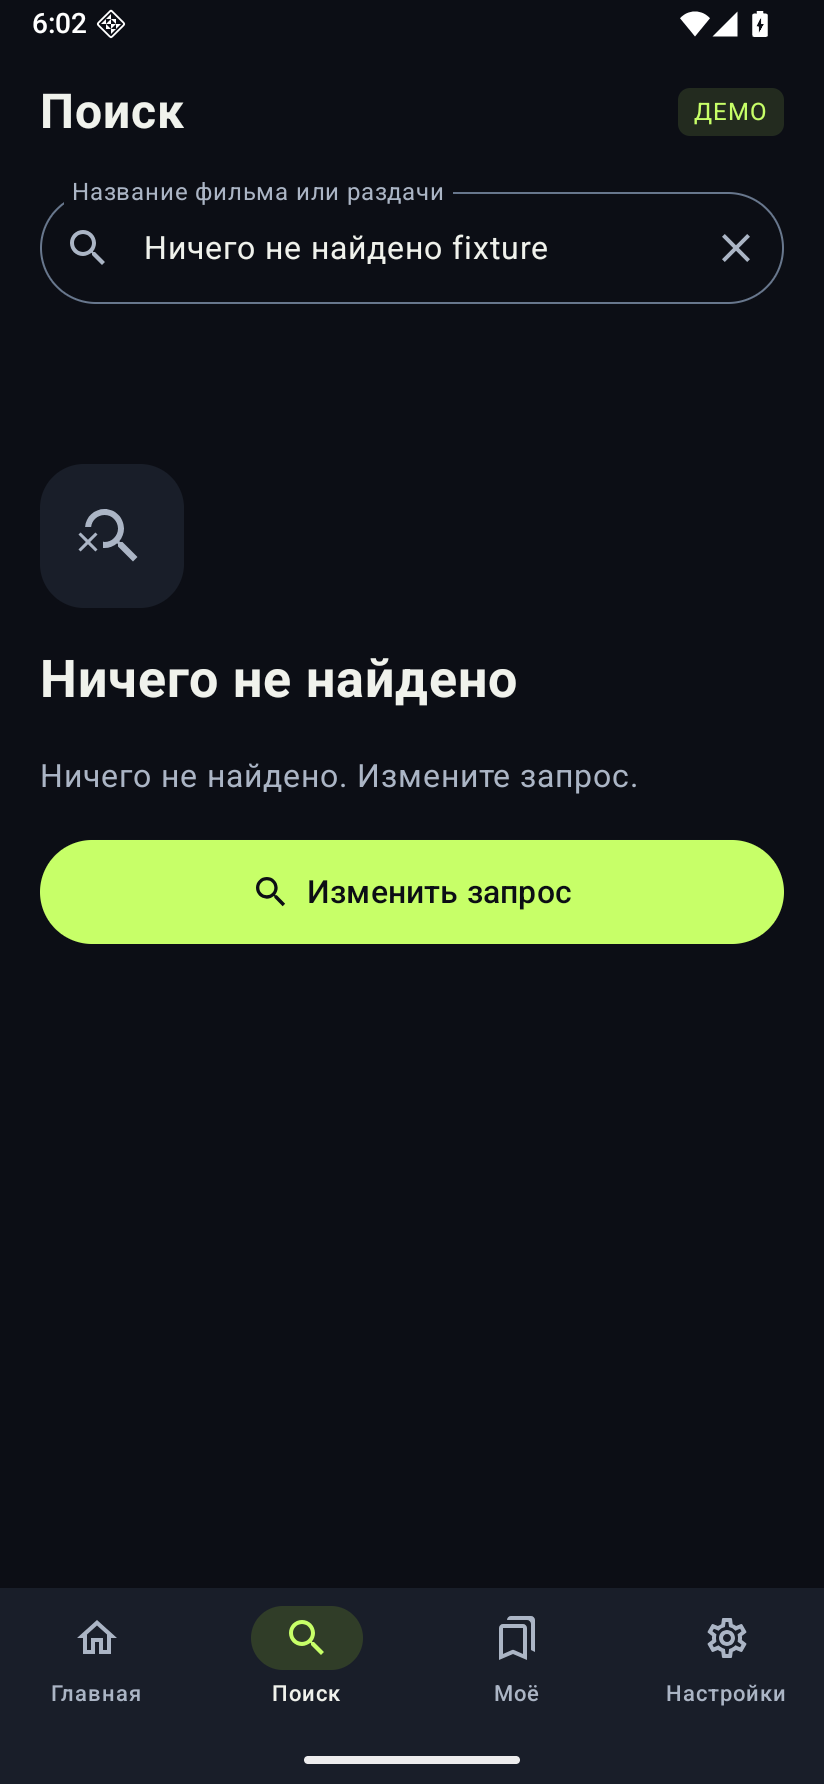 6:02
Поиск
ДЕМО
Название фильма или раздачи
Ничего не найдено fixture
Ничего не найдено
Ничего не найдено. Измените запрос.
Изменить запрос
Главная
Поиск
Моё
Настройки